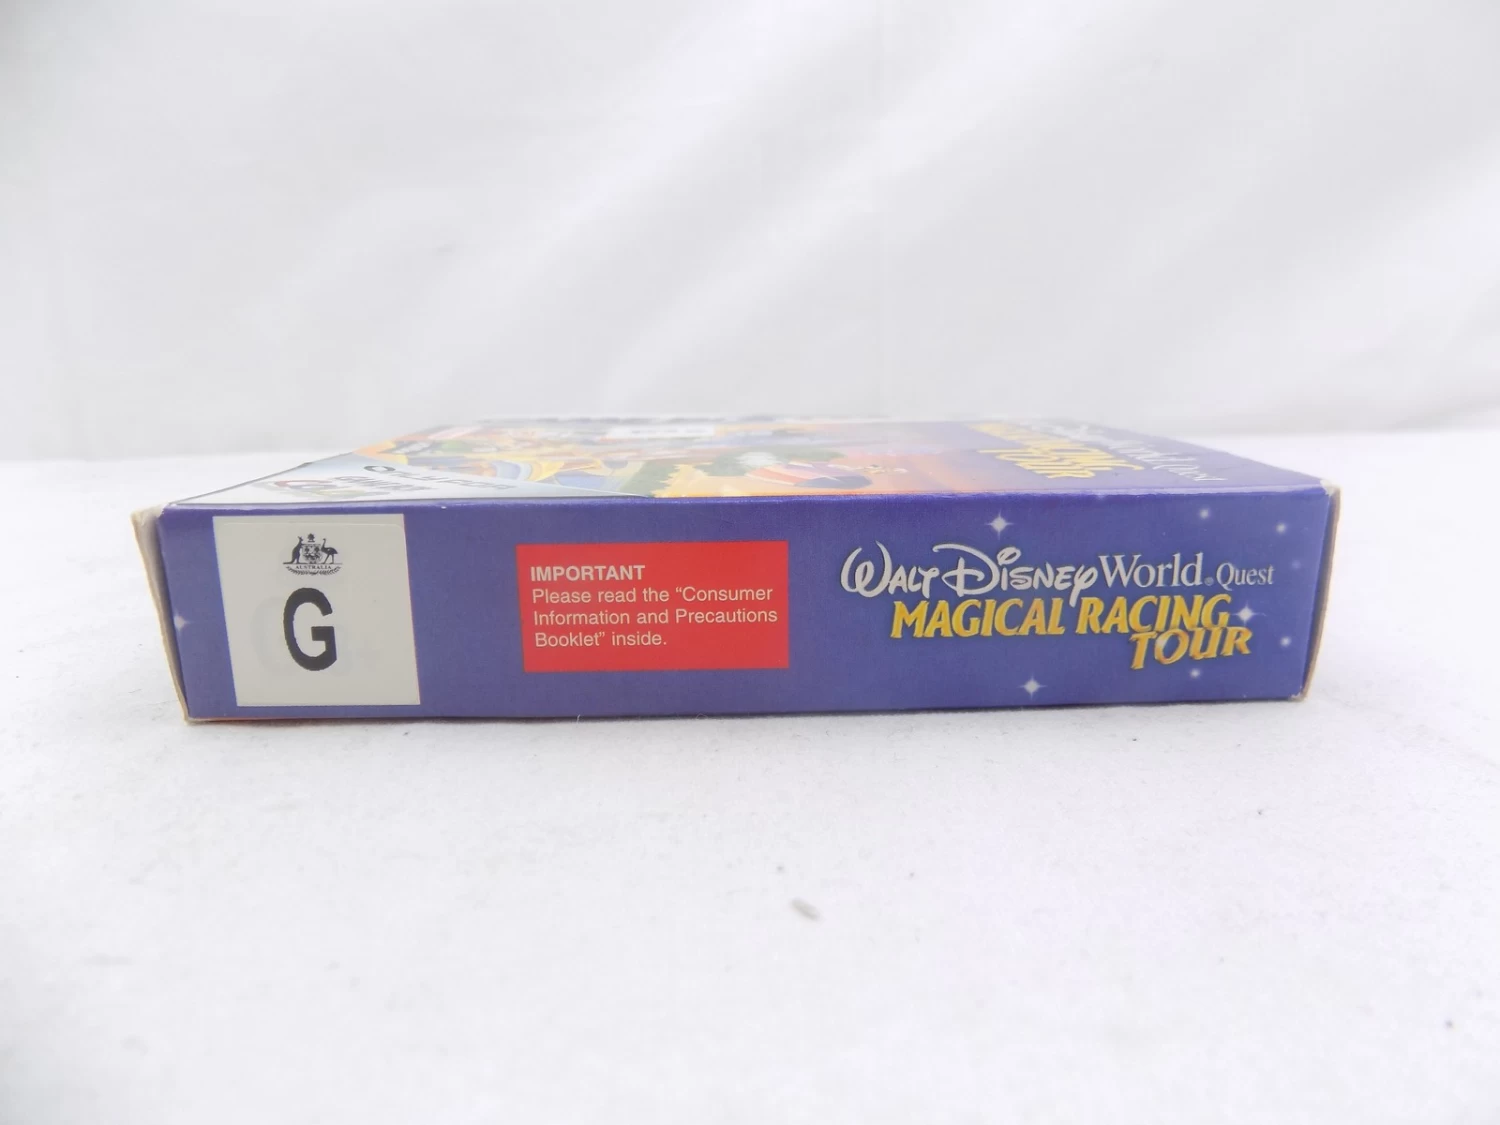 AUSTRALIA
G
IMPORTANT
Please read the “Consumer
Information and Precautions
Booklet” inside.
WALT DISNEY World® Quest
MAGICAL RACING
TOUR